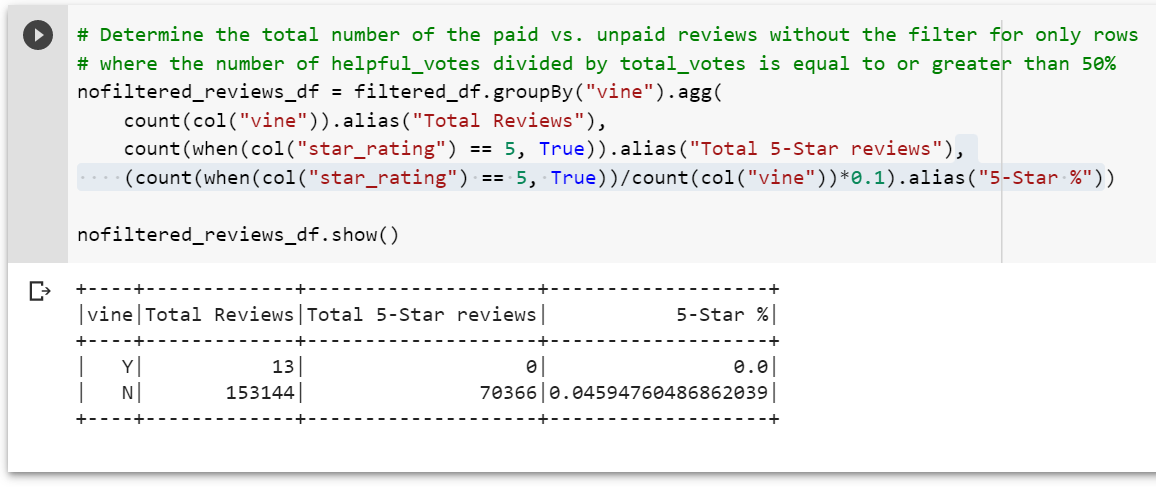 # Determine the total number of the paid vs. unpaid reviews without the filter for only rows
# where the number of helpful_votes divided by total_votes is equal to or greater than 50%
nofiltered_reviews_df = filtered_df.groupBy("vine").agg(
    count(col("vine")).alias("Total Reviews"),
    count(when(col("star_rating") == 5, True)).alias("Total 5-Star reviews"),
    (count(when(col("star_rating") == 5, True))/count(col("vine"))*0.1).alias("5-Star %"))
nofiltered_reviews_df.show()
+----+-------------+--------------------+-------------------+
|vine|Total Reviews|Total 5-Star reviews|           5-Star %|
+----+-------------+--------------------+-------------------+
|   Y|           13|                   0|                0.0|
|   N|       153144|               70366|0.04594760486862039|
+----+-------------+--------------------+-------------------+